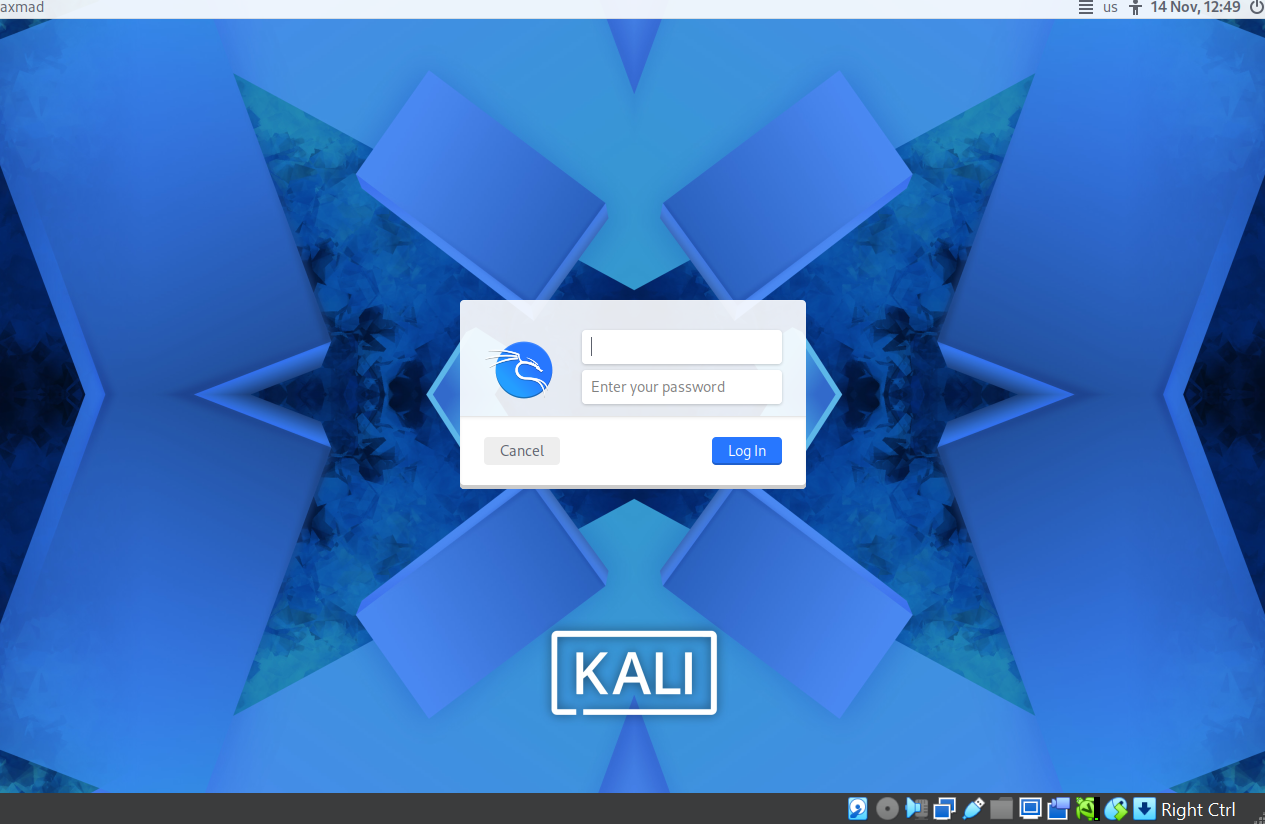 axmad
us
14 Nov, 12:49
Enter your password
Cancel
Log In
KALI
Right Ctrl